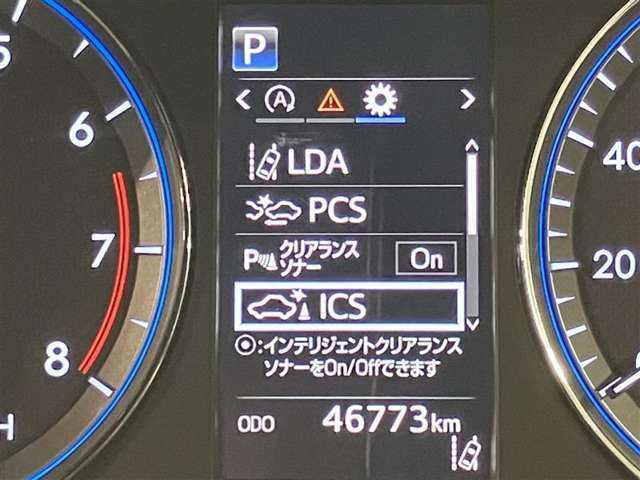 P
A
LDA
PCS
P クリアランス
ソナー
On
ICS
:インテリジェントクリアランス
ソナーをOn/Offできます
ODO 46773km
5
6
7
8
H
40
20